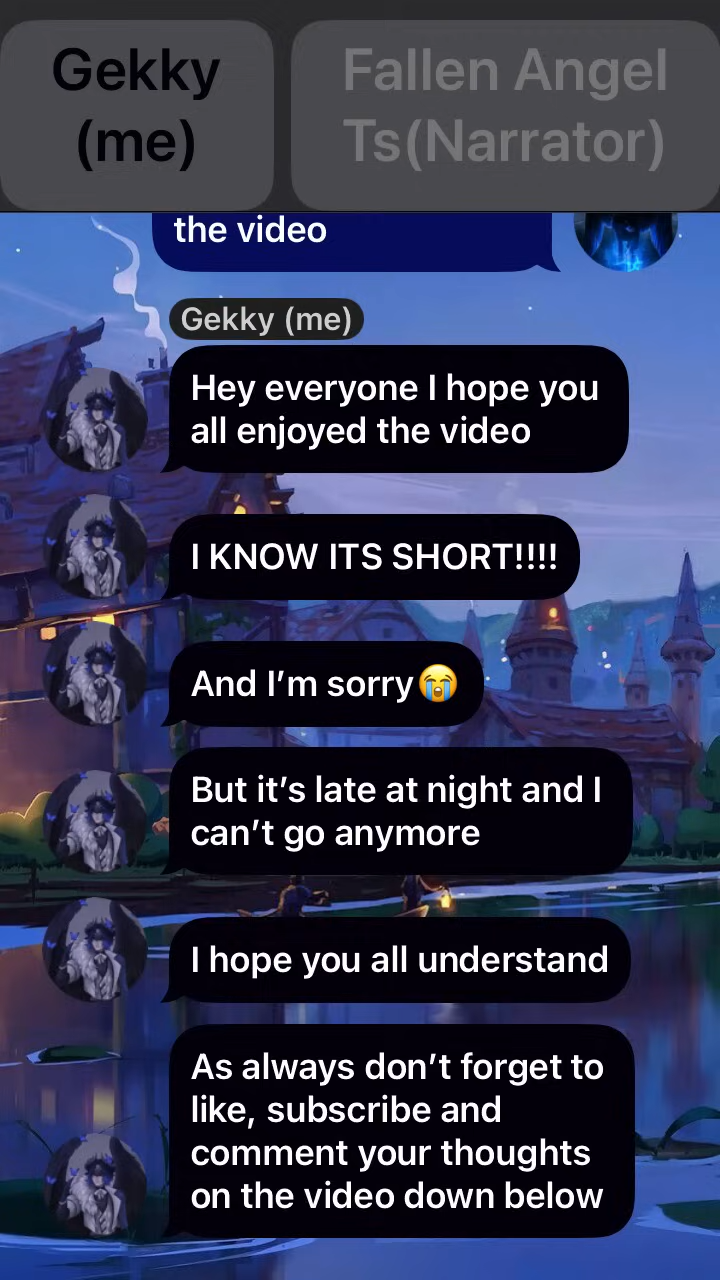 Gekky
(me)
Fallen Angel
Ts(Narrator)
the video
Gekky (me)
Hey everyone I hope you
all enjoyed the video
I KNOW ITS SHORT!!!!
And I’m sorry😭
But it’s late at night and I
can’t go anymore
I hope you all understand
As always don’t forget to
like, subscribe and
comment your thoughts
on the video down below